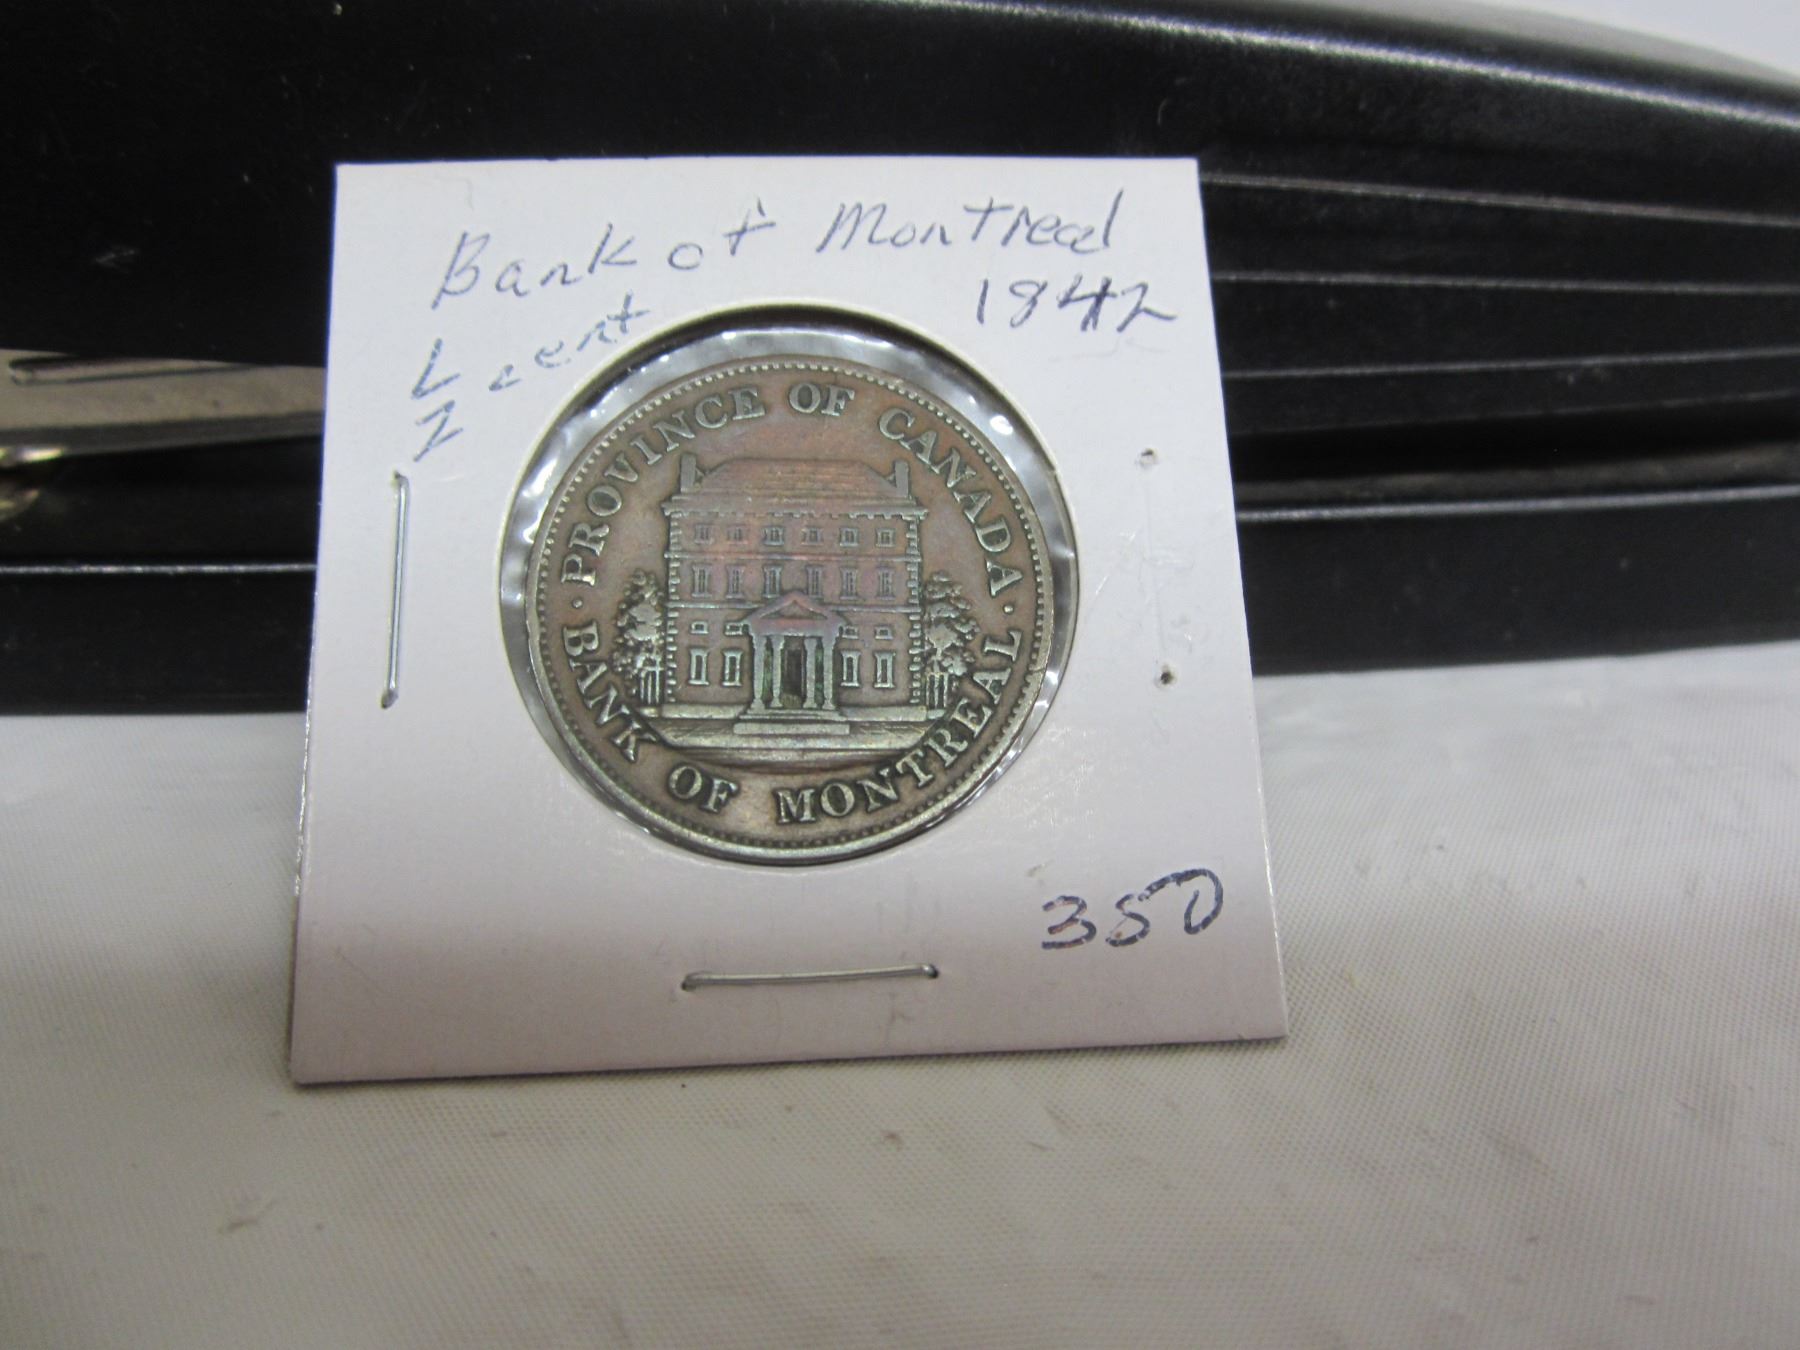 Bank of Montreal
1842
1/2 cent
PROVINCE OF CANADA
BANK OF MONTREAL
350